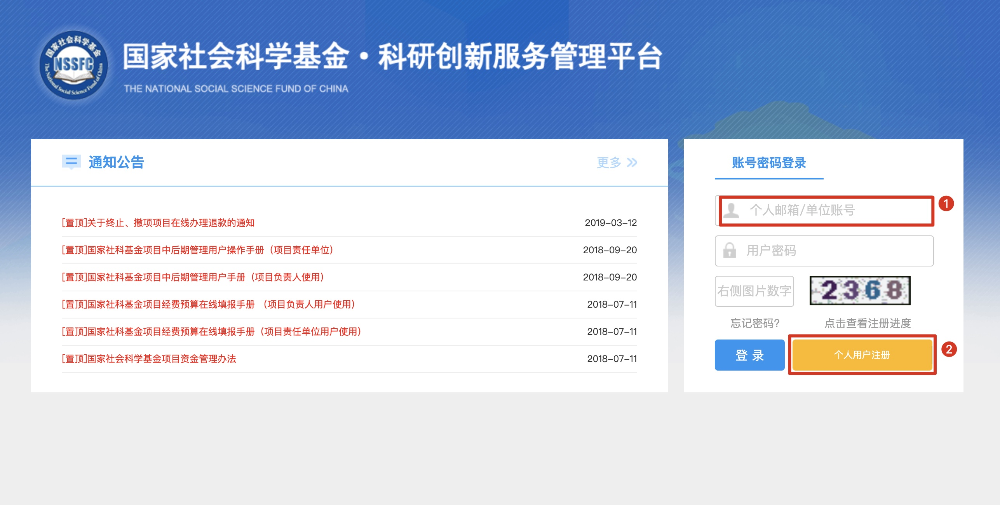 国家社会科学基金
NSSFC
The National Social Science Fund of China
国家社会科学基金·科研创新服务管理平台
THE NATIONAL SOCIAL SCIENCE FUND OF CHINA
通知公告
更多 »
[置顶]关于终止、撤项项目在线办理退款的通知 2019-03-12
[置顶]国家社科基金项目中后期管理用户操作手册（项目责任单位） 2018-09-20
[置顶]国家社科基金项目中后期管理用户手册（项目负责人使用） 2018-09-20
[置顶]国家社科基金项目经费预算在线填报手册 （项目负责人用户使用） 2018-07-11
[置顶]国家社科基金项目经费预算在线填报手册（项目责任单位用户使用） 2018-07-11
[置顶]国家社会科学基金项目资金管理办法 2018-07-11
账号密码登录
个人邮箱/单位账号 1
用户密码
右侧图片数字 2368
忘记密码? 点击查看注册进度
登 录 个人用户注册 2